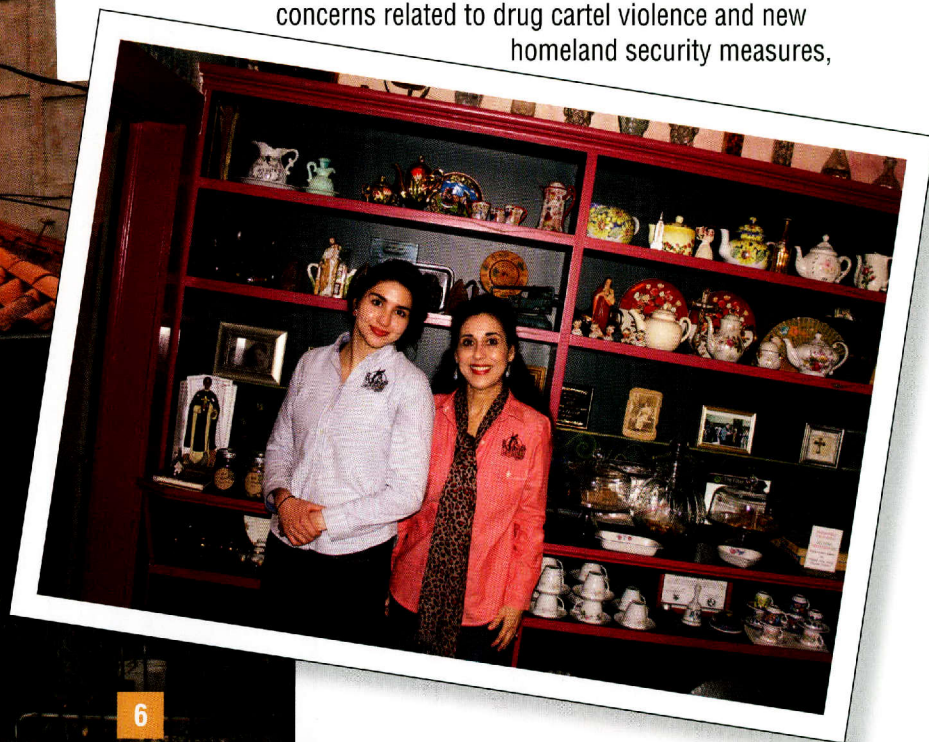 concerns related to drug cartel violence and new
homeland security measures,
6